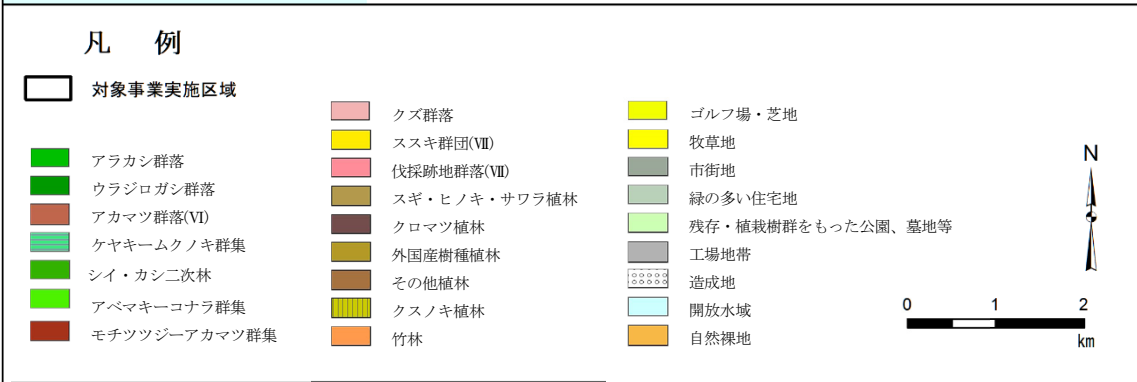 凡 例
対象事業実施区域
アラカシ群落
ウラジロガシ群落
アカマツ群落(VI)
ケヤキームクノキ群集
シイ・カシ二次林
アベマキーコナラ群集
モチツツジーアカマツ群集
クズ群落
ススキ群団(VII)
伐採跡地群落(VII)
スギ・ヒノキ・サワラ植林
クロマツ植林
外国産樹種植林
その他植林
クスノキ植林
竹林
ゴルフ場・芝地
牧草地
市街地
緑の多い住宅地
残存・植栽樹群をもった公園、墓地等
工場地帯
造成地
開放水域
自然裸地
N
0 1 2
km